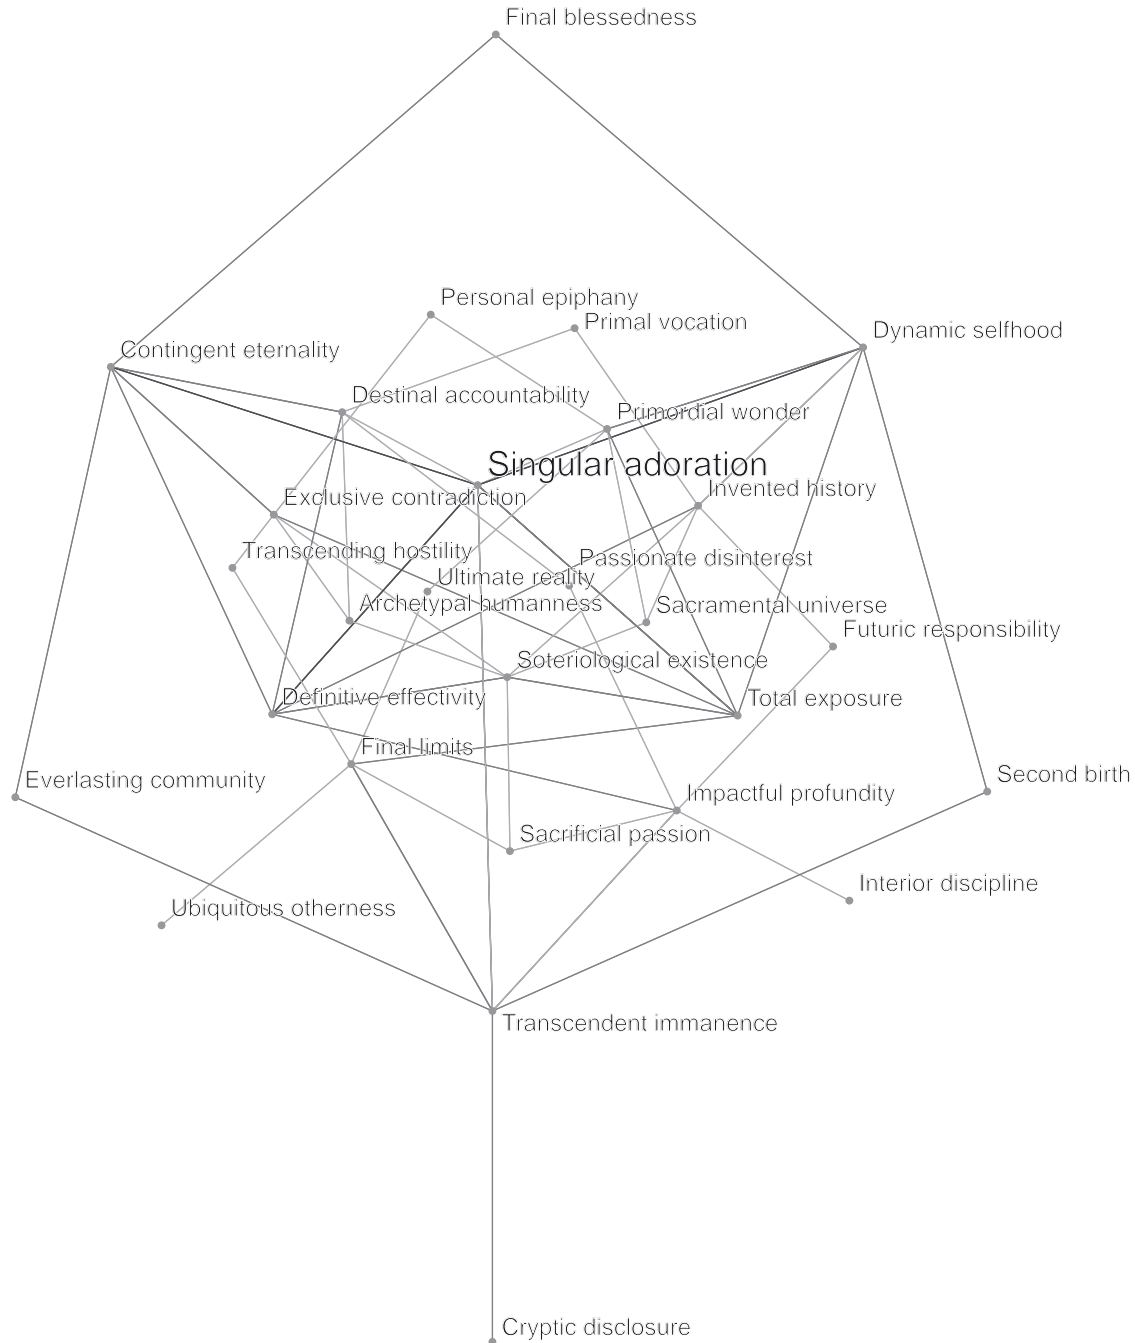 Final blessedness
Personal epiphany
Primal vocation
Dynamic selfhood
Contingent eternality
Destinal accountability
Primordial wonder
Singular adoration
Invented history
Exclusive contradiction
Transcending hostility
Passionate disinterest
Ultimate reality
Archetypal humanness
Sacramental universe
Futuric responsibility
Soteriological existence
Definitive effectivity
Total exposure
Final limits
Everlasting community
Second birth
Impactful profundity
Sacrificial passion
Interior discipline
Ubiquitous otherness
Transcendent immanence
Cryptic disclosure